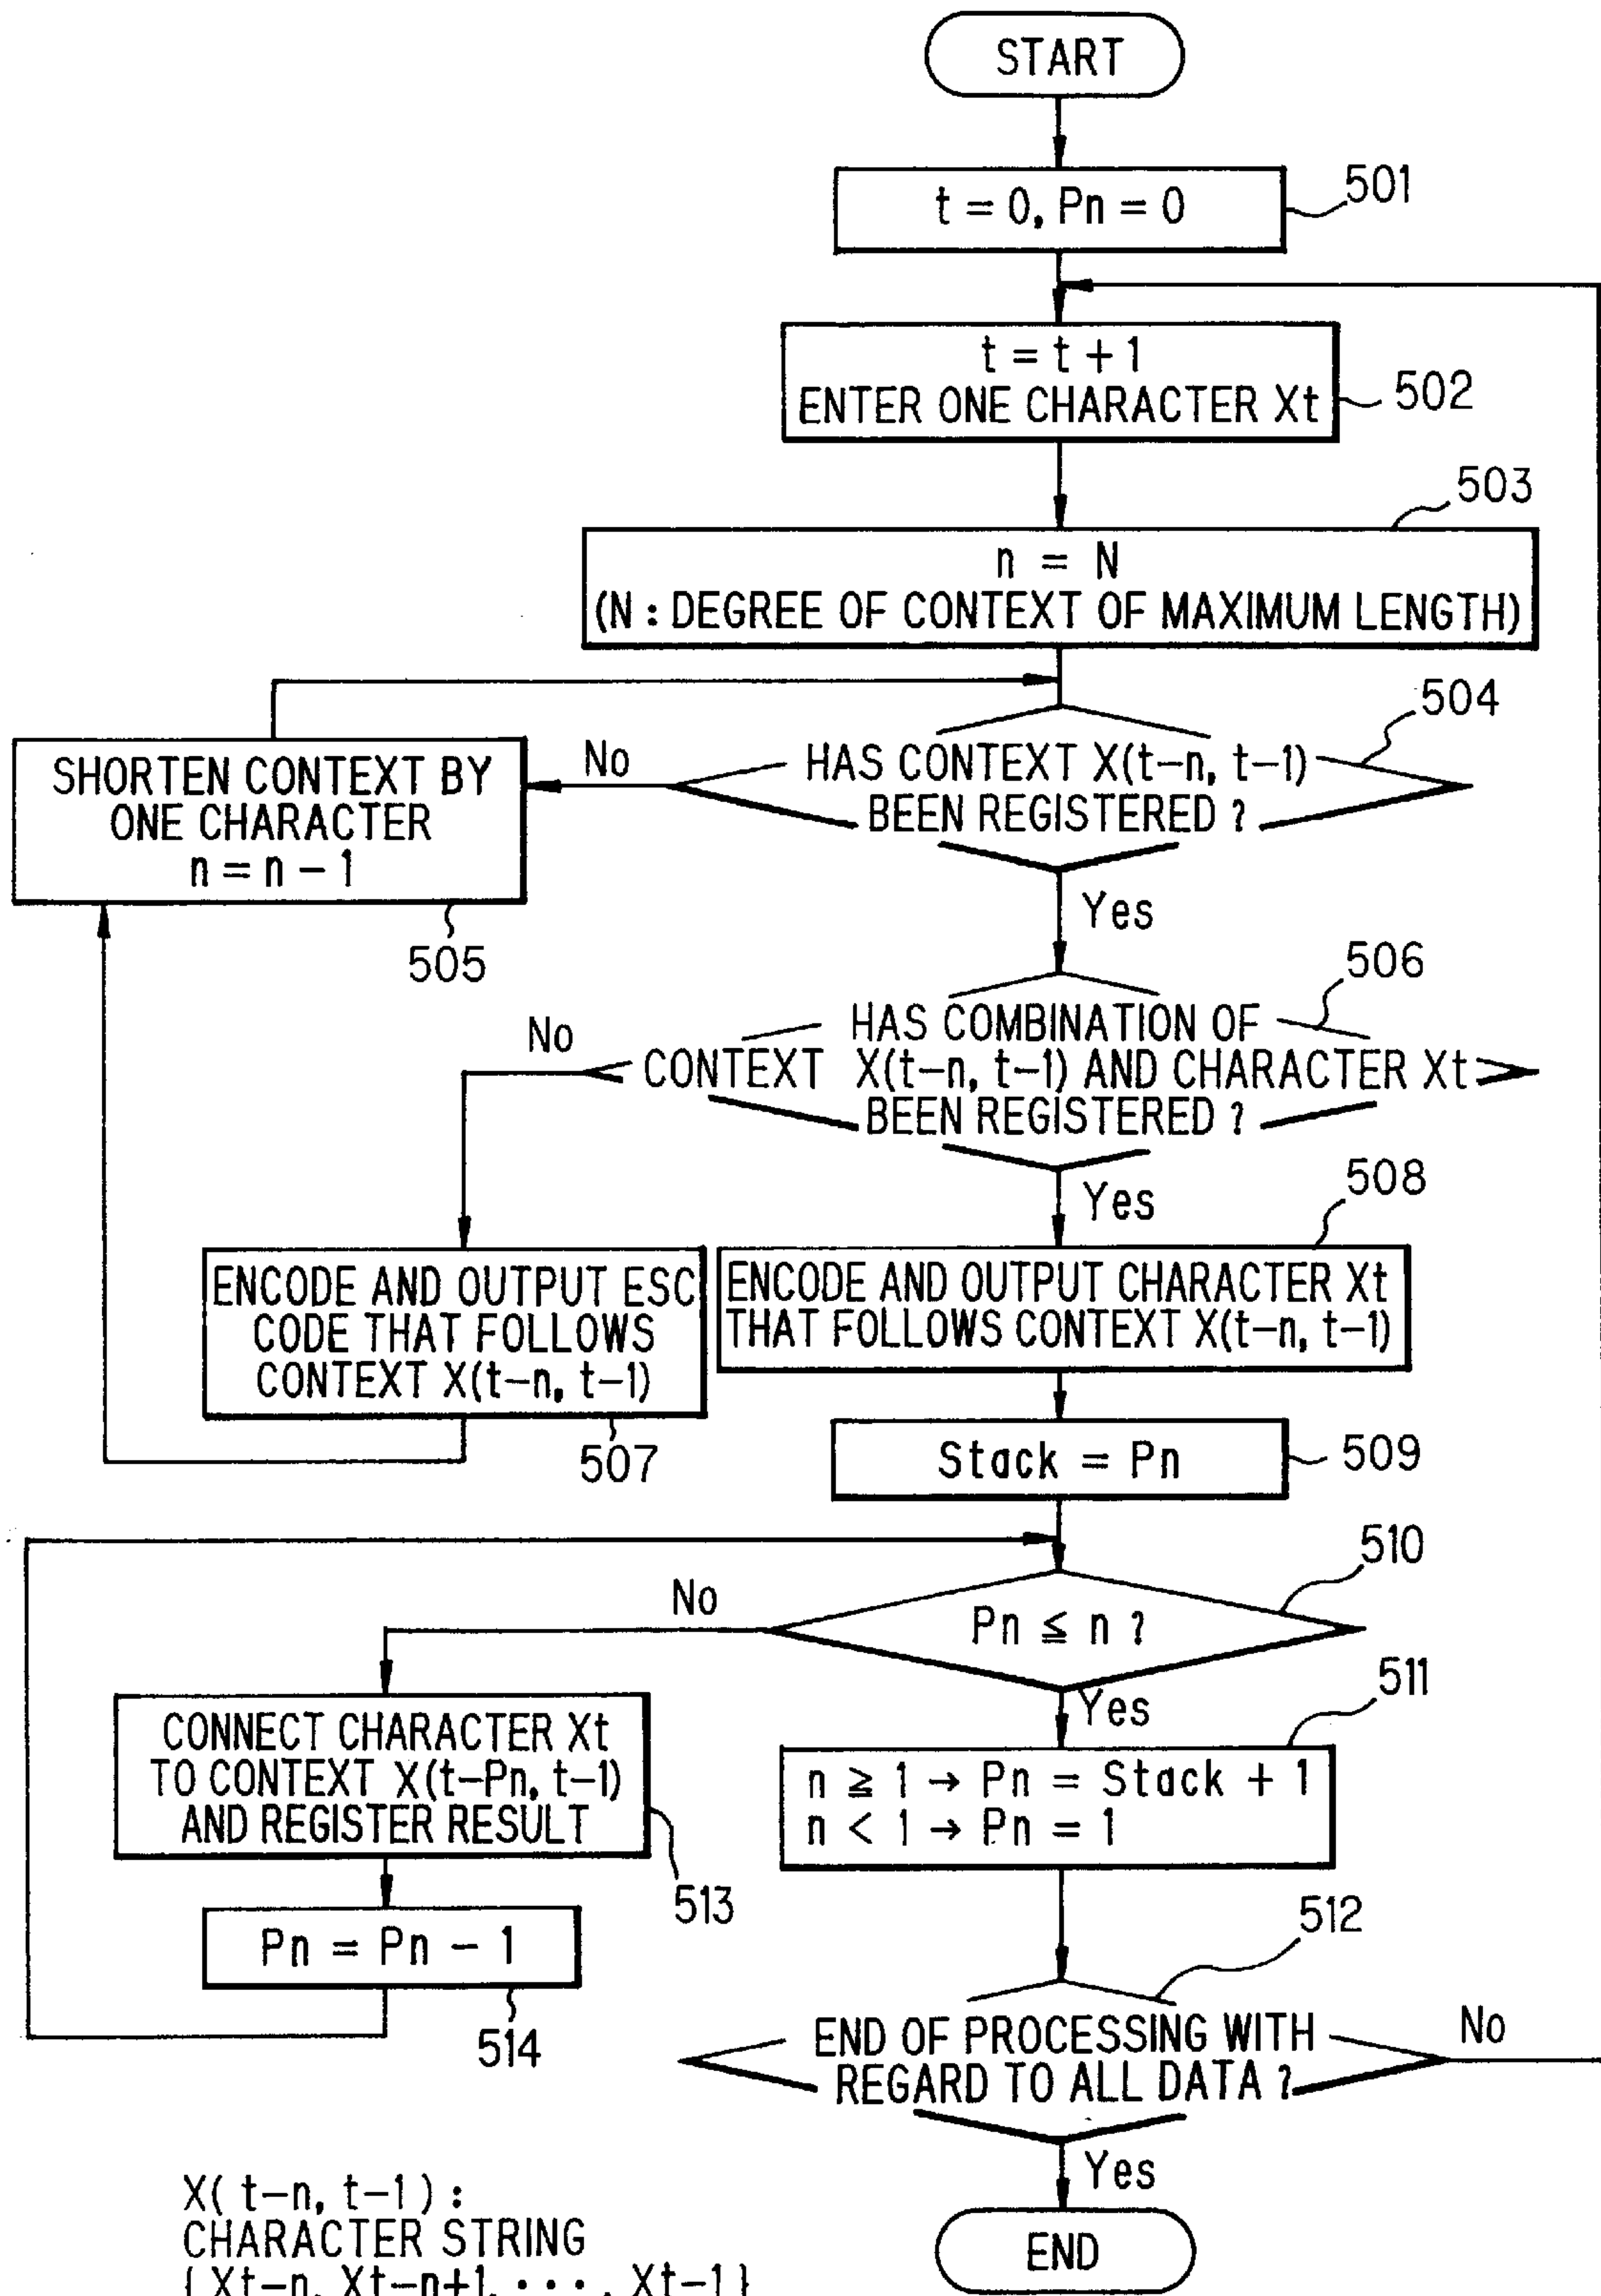 START
t = 0, Pn = 0
501
t = t + 1
ENTER ONE CHARACTER Xt
502
503
n = N
(N : DEGREE OF CONTEXT OF MAXIMUM LENGTH)
504
HAS CONTEXT X(t-n, t-1)
BEEN REGISTERED ?
No
SHORTEN CONTEXT BY
ONE CHARACTER
n = n - 1
505
Yes
506
HAS COMBINATION OF
CONTEXT X(t-n, t-1) AND CHARACTER Xt
BEEN REGISTERED ?
No
Yes
508
ENCODE AND OUTPUT ESC
CODE THAT FOLLOWS
CONTEXT X(t-n, t-1)
507
ENCODE AND OUTPUT CHARACTER Xt
THAT FOLLOWS CONTEXT X(t-n, t-1)
Stack = Pn
509
510
Pn ≦ n ?
No
Yes
511
CONNECT CHARACTER Xt
TO CONTEXT X(t-Pn, t-1)
AND REGISTER RESULT
513
n ≧ 1 → Pn = Stack + 1
n < 1 → Pn = 1
Pn = Pn - 1
514
512
END OF PROCESSING WITH
REGARD TO ALL DATA ?
No
Yes
END
X( t-n, t-1 ) :
CHARACTER STRING
{ Xt-n, Xt-n+1, · · · , Xt-1 }